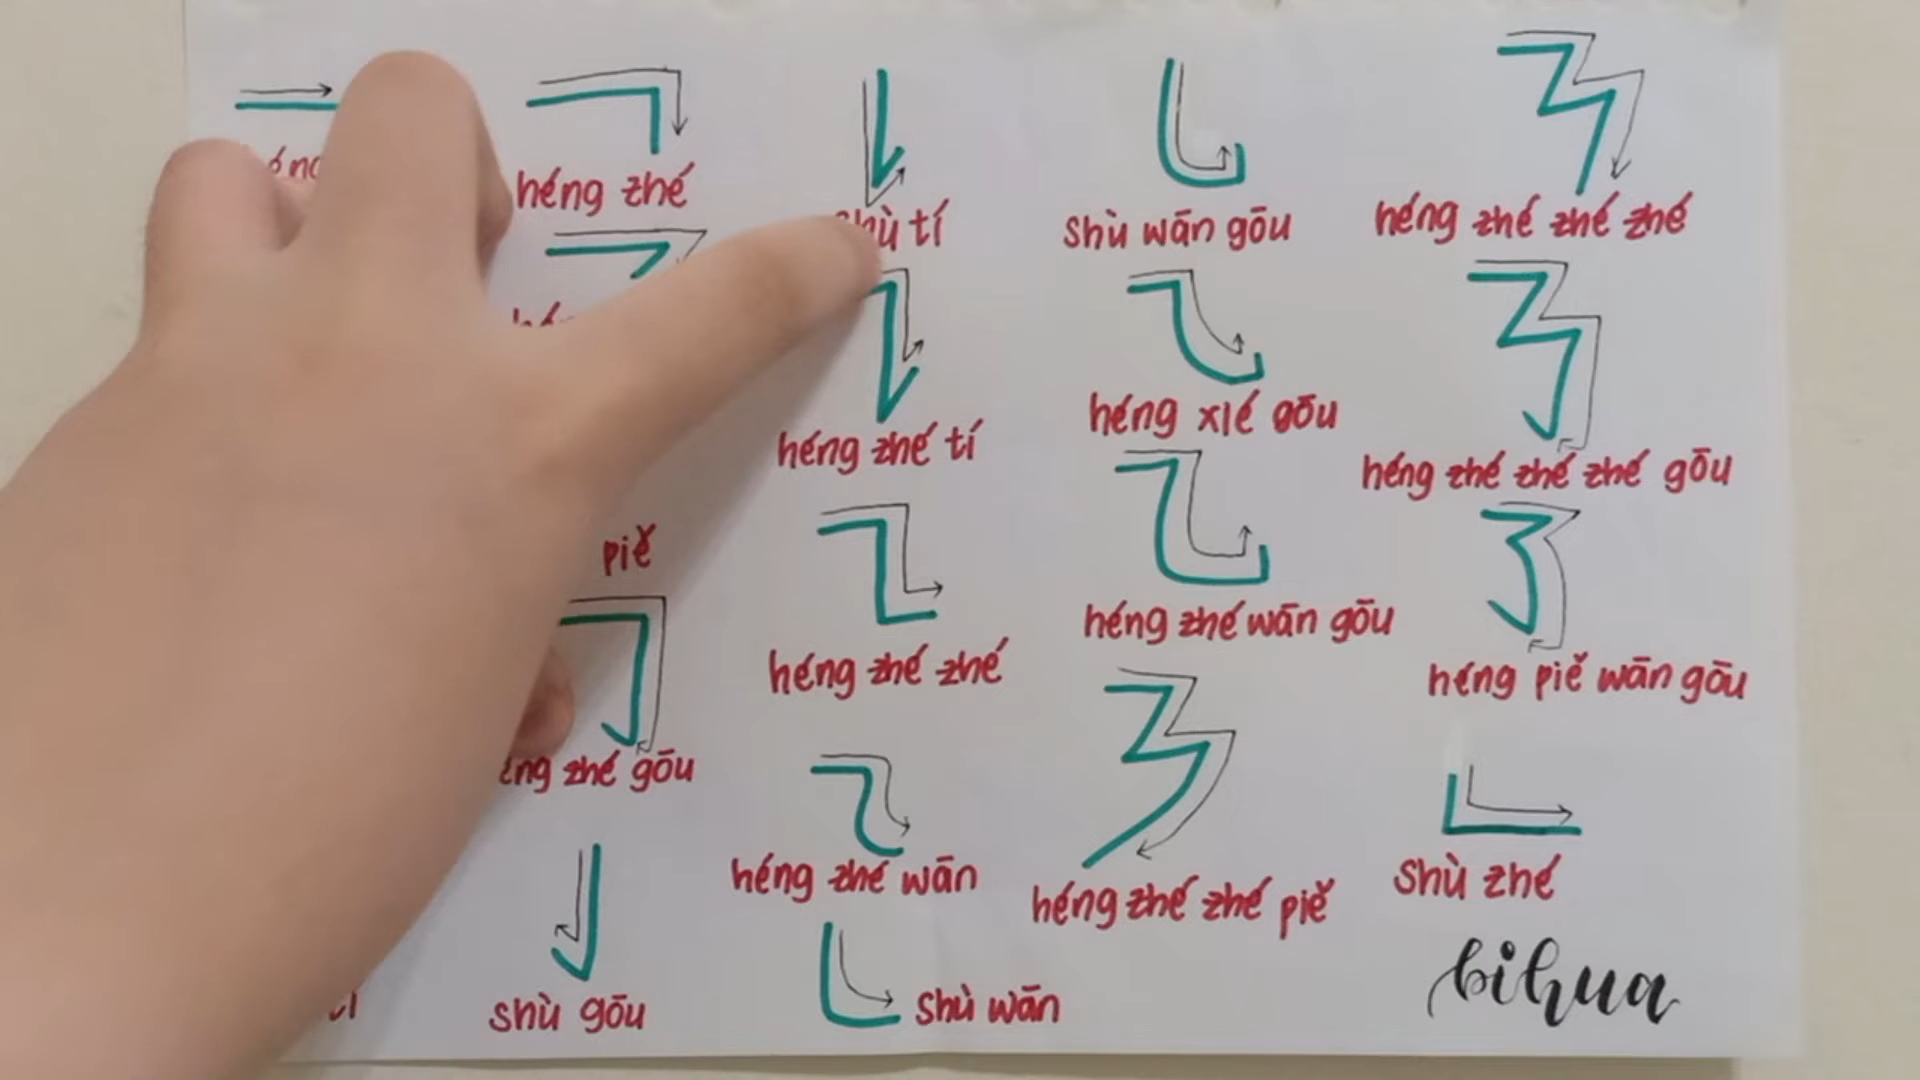 héng zhé
shù tí
shù wān gōu
héng zhé zhé zhé
héng zhé tí
héng xié gōu
héng zhé zhé zhé gōu
piě
héng zhé zhé
héng zhé wān gōu
héng piě wān gōu
zhé gōu
héng zhé wān
héng zhé zhé piě
shù zhé
shù gōu
shù wān
bihua